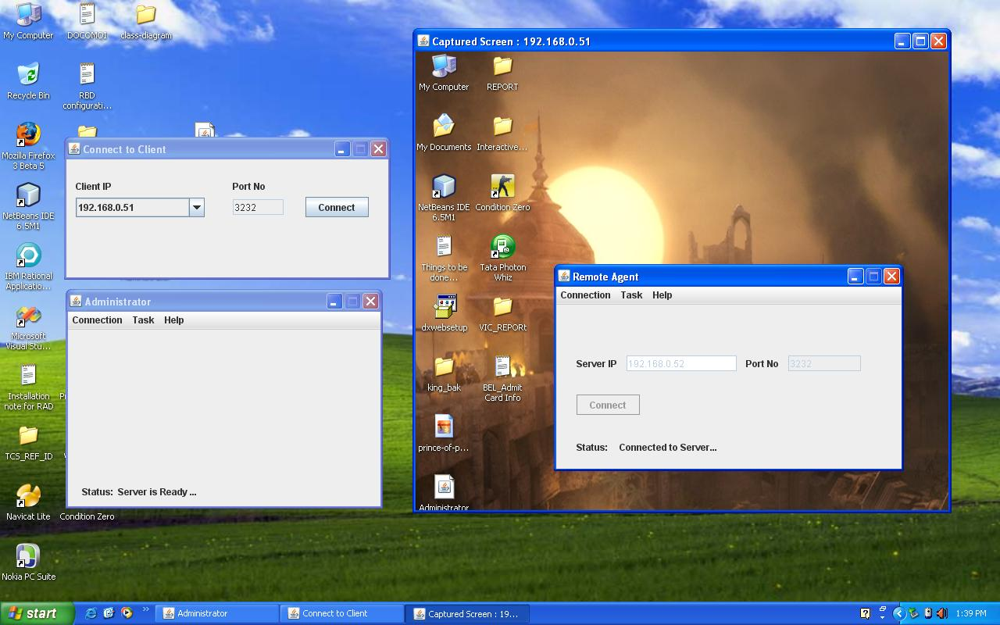 My Computer
DOCOMOI
class-diagram
Recycle Bin
RBD
configurati...
Mozilla Firefox
3 Beta 5
NetBeans IDE
6.5M1
IBM Rational
Applicatio...
Microsoft
Visual Stu...
Installation
note for RAD
TCS_REF_ID
Navicat Lite
Condition Zero
Nokia PC Suite
Connect to Client
Client IP
Port No
192.168.0.51
3232
Connect
Administrator
Connection Task Help
Status: Server is Ready ...
Captured Screen : 192.168.0.51
My Computer
REPORT
My Documents
Interactive...
NetBeans IDE
6.5M1
Condition Zero
Things to be
done...
Tata Photon
Whiz
dxwebsetup
VIC_REPORt
king_bak
BEL_Admit
Card Info
prince-of-p...
Administrator
Remote Agent
Connection Task Help
Server IP 192.168.0.52 Port No 3232
Connect
Status: Connected to Server...
start
Administrator
Connect to Client
Captured Screen : 19...
1:39 PM